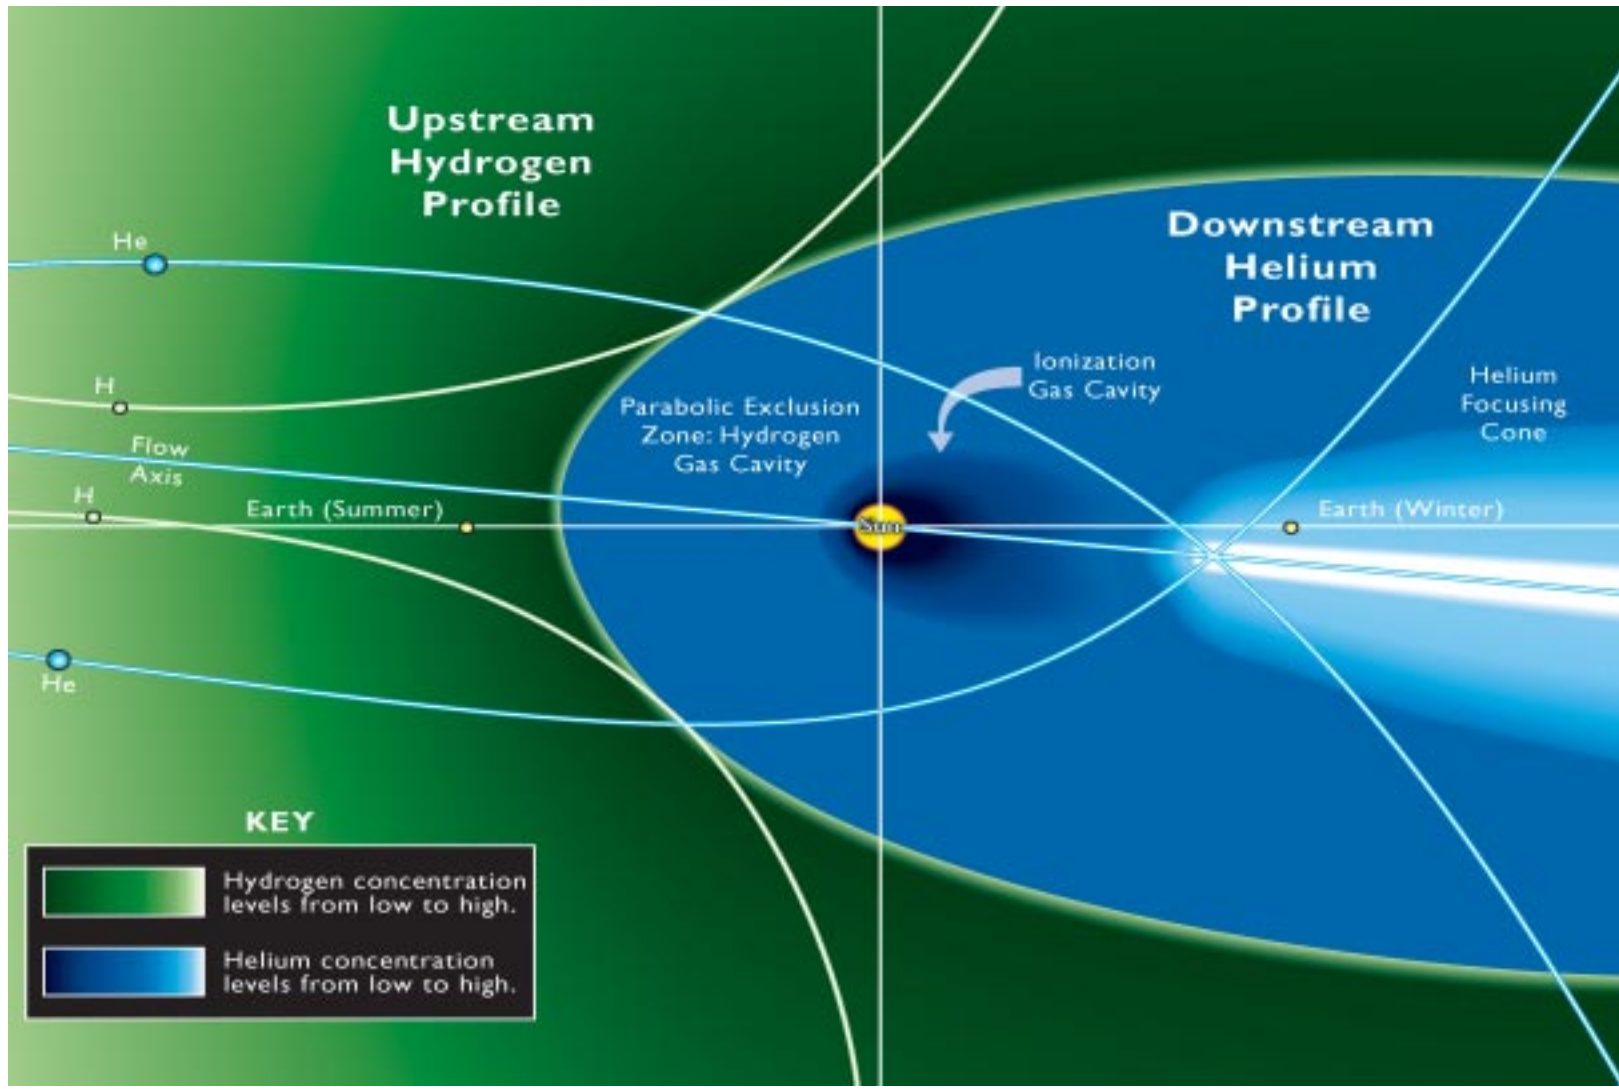 Upstream
Hydrogen
Profile
He
H
Flow
Axis
H
Earth (Summer)
He
Parabolic Exclusion
Zone: Hydrogen
Gas Cavity
Sun
Ionization
Gas Cavity
Downstream
Helium
Profile
Helium
Focusing
Cone
Earth (Winter)
KEY
Hydrogen concentration
levels from low to high.
Helium concentration
levels from low to high.